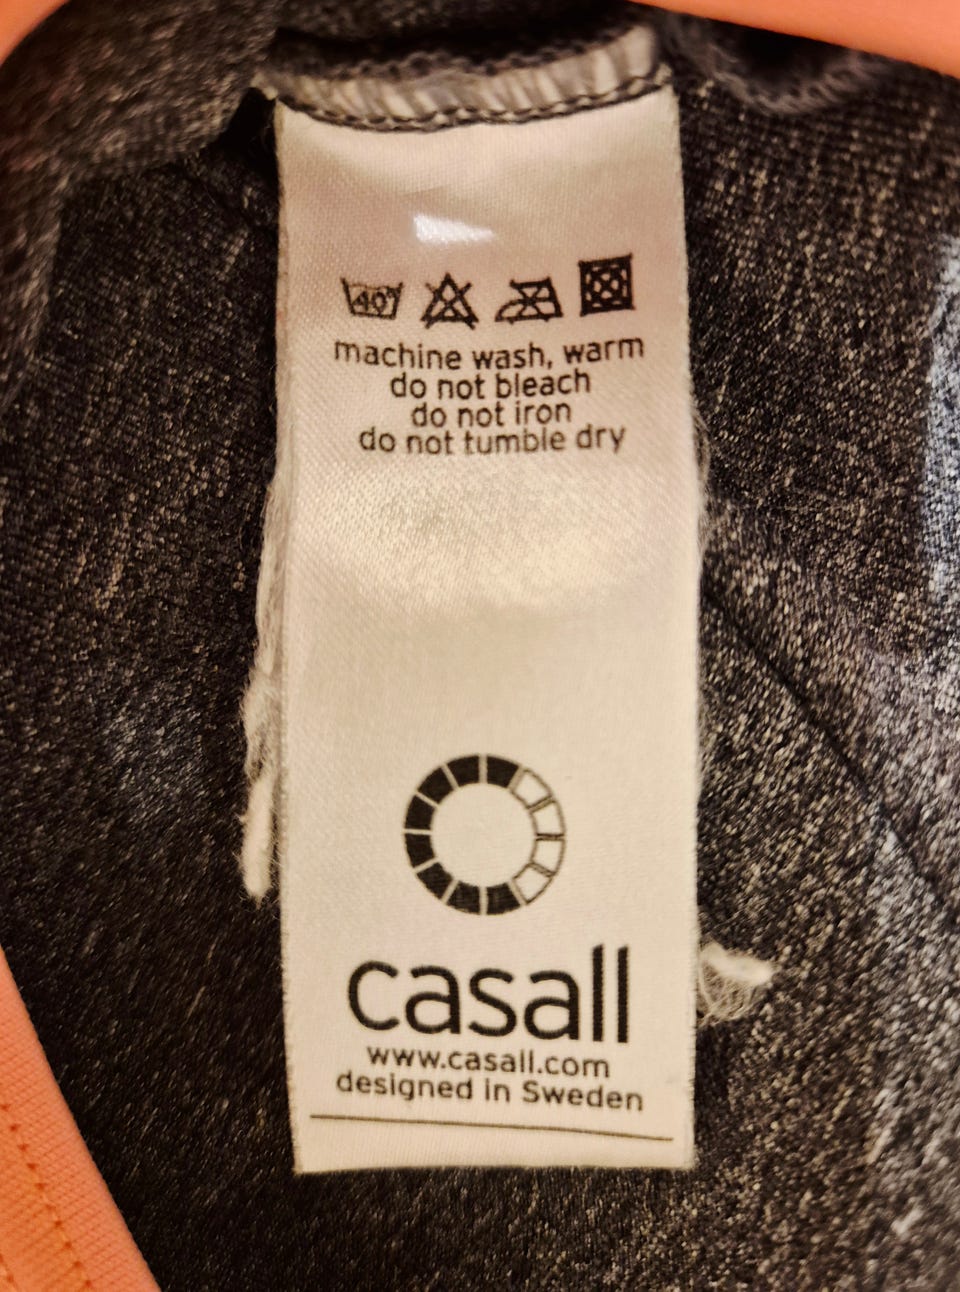 40°
machine wash, warm
do not bleach
do not iron
do not tumble dry
casall
www.casall.com
designed in Sweden